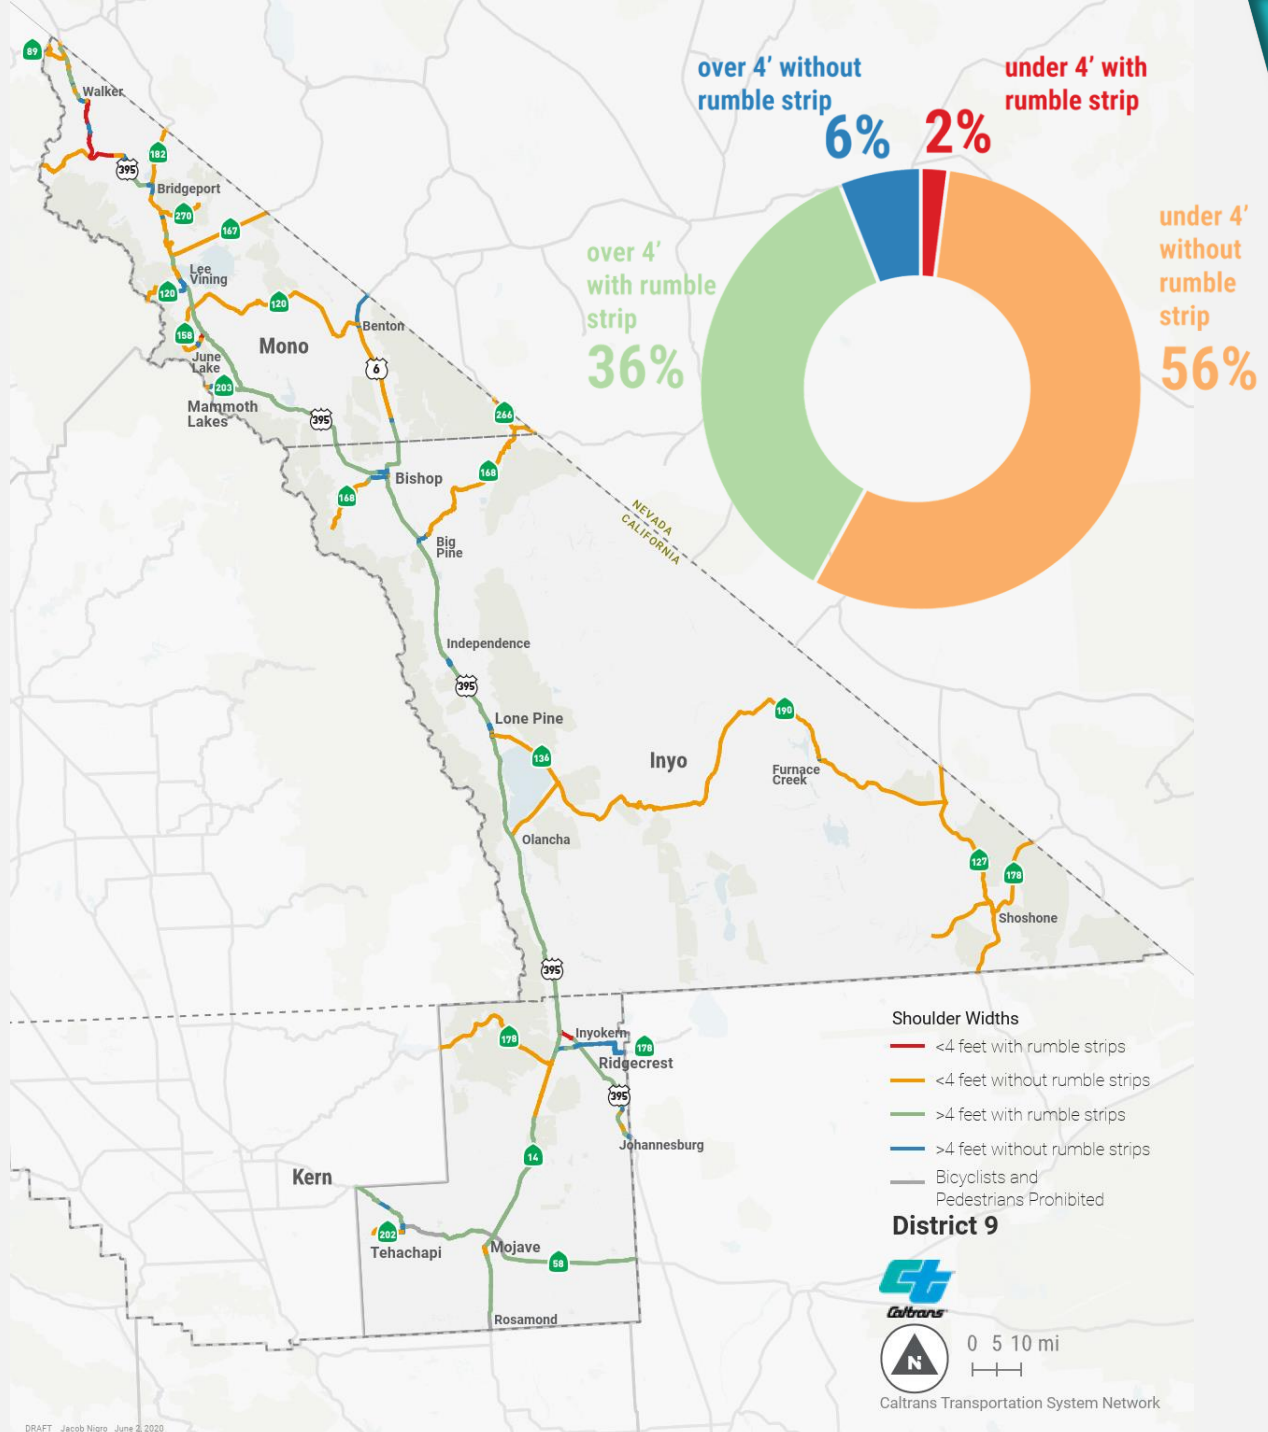 over 4’ without
rumble strip
6%
under 4’ with
rumble strip
2%
under 4’
without
rumble
strip
56%
over 4’
with rumble
strip
36%
89
Walker
182
395
Bridgeport
270
167
Lee
Vining
120
120
158
Benton
Mono
June
Lake
6
203
Mammoth
Lakes
395
266
168
Bishop
168
NEVADA
CALIFORNIA
Big
Pine
Independence
395
Lone Pine
190
136
Inyo
Furnace
Creek
Olancha
127
178
Shoshone
395
178
Inyokern
178
Ridgecrest
395
Johannesburg
14
Kern
202
Tehachapi
Mojave
58
Rosamond
Shoulder Widths
<4 feet with rumble strips
<4 feet without rumble strips
>4 feet with rumble strips
>4 feet without rumble strips
Bicyclists and
Pedestrians Prohibited
District 9
Caltrans
N
0 5 10 mi
Caltrans Transportation System Network
DRAFT Jacob Nigro June 2, 2020